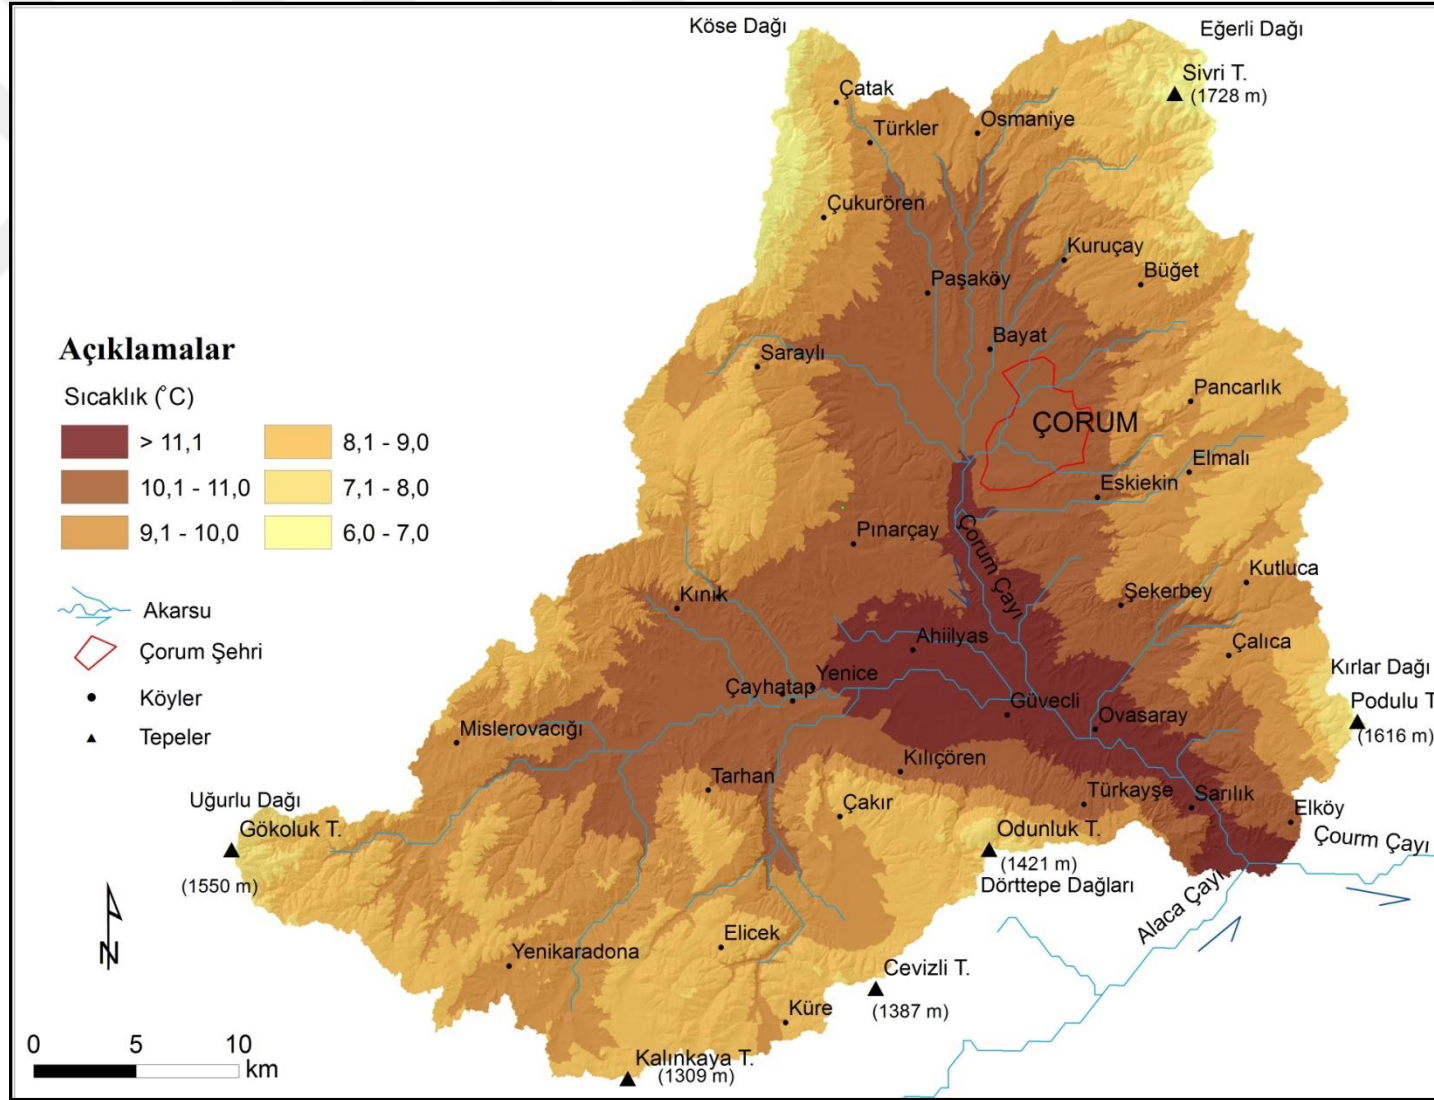 Köse Dağı
Eğerli Dağı
Sivri T.
(1728 m)
Çatak
Türkler
Osmaniye
Çukurören
Kuruçay
Büğet
Paşaköy
Bayat
Saraylı
Pancarlık
ÇORUM
Elmalı
Eskiekin
Pınarçay
Çorum Çayı
Kutluca
Şekerbey
Kınık
Ahiilyas
Çalıca
Kırlar Dağı
Podulu T
(1616 m)
Yenice
Çayhatap
Güvecli
Ovasaray
Mislerovacığı
Kılıçören
Tarhan
Çakır
Türkayşe
Sarılık
Elköy
Çourm Çayı
Uğurlu Dağı
Gökoluk T.
(1550 m)
Odunluk T.
(1421 m)
Dörttepe Dağları
Alaca Çayı
Elicek
Yenikaradona
Cevizli T.
(1387 m)
Küre
Kalınkaya T.
(1309 m)
Açıklamalar
Sıcaklık (°C)
> 11,1
8,1 - 9,0
10,1 - 11,0
7,1 - 8,0
9,1 - 10,0
6,0 - 7,0
Akarsu
Çorum Şehri
Köyler
Tepeler
N
0 5 10
km